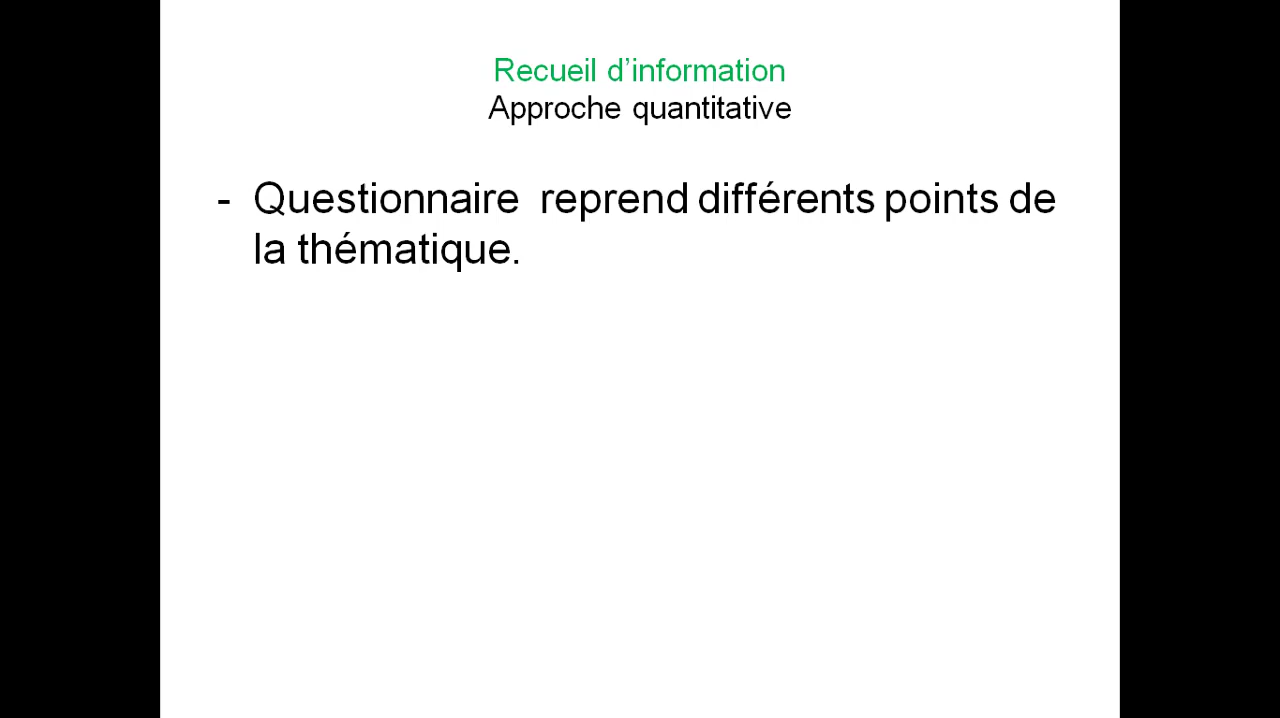 Recueil d’information
Approche quantitative
- Questionnaire  reprend différents points de
la thématique.